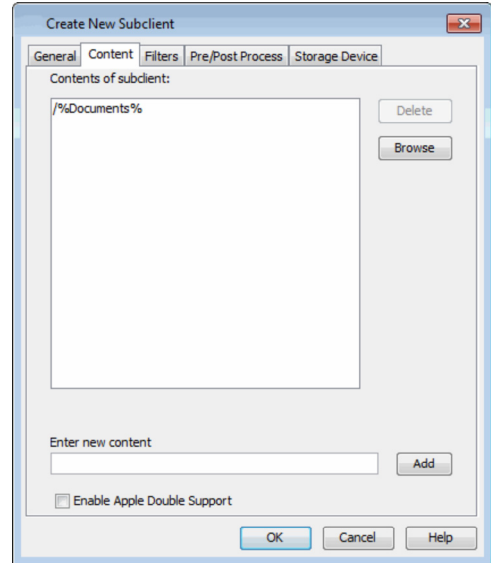 Create New Subclient
General Content Filters Pre/Post Process Storage Device
Contents of subclient:
/%Documents%
Delete
Browse
Enter new content
Add
Enable Apple Double Support
OK Cancel Help